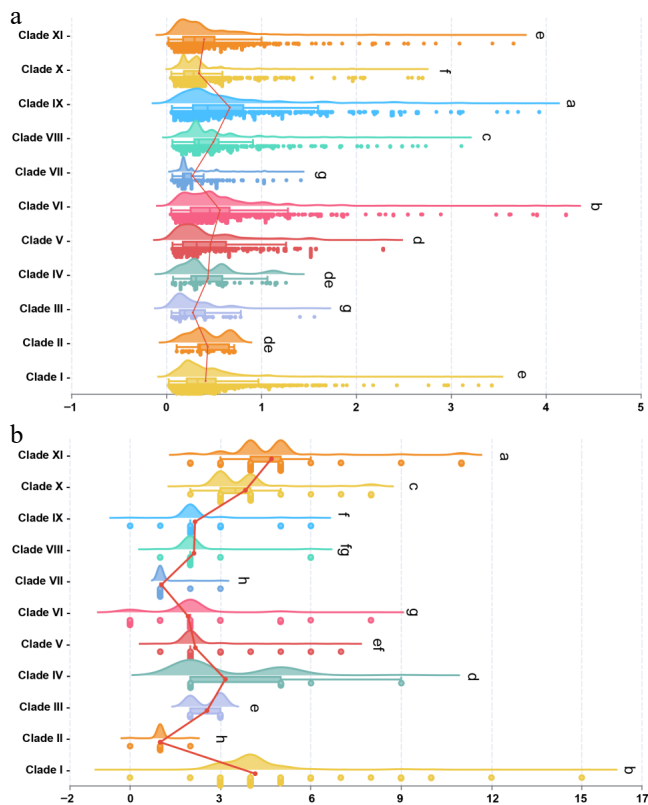 a
Clade XI e
Clade X f
Clade IX a
Clade VIII c
Clade VII g
Clade VI b
Clade V d
Clade IV de
Clade III g
Clade II de
Clade I e
−1 0 1 2 3 4 5
b
Clade XI a
Clade X c
Clade IX f
Clade VIII fg
Clade VII h
Clade VI g
Clade V ef
Clade IV d
Clade III e
Clade II h
Clade I b
−2 0 3 6 9 12 15 17